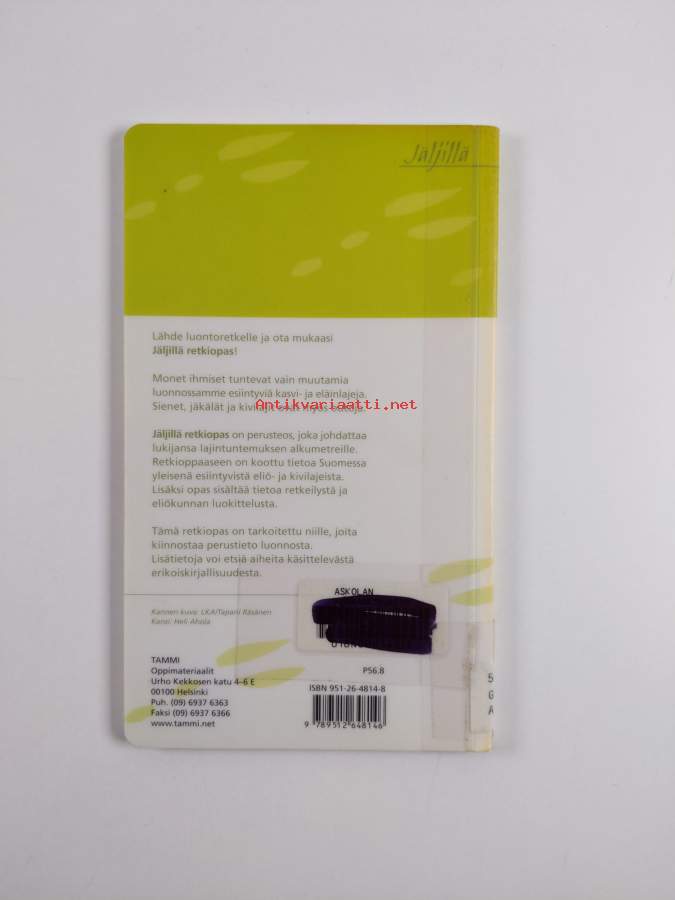 Jäljillä
Lähde luontoretkelle ja ota mukaasi
Jäljillä retkiopas!
Monet ihmiset tuntevat vain muutamia
luonnossamme esiintyviä kasvi- ja eläinlajeja.
Antikvariaatti.net
Sienet, jäkälät ja kivilajit
Jäljillä retkiopas on perusteos, joka johdattaa
lukijansa lajintuntemuksen alkumetreille.
Retkioppaaseen on koottu tietoa Suomessa
yleisenä esiintyvistä eliö- ja kivilajeista.
Lisäksi opas sisältää tietoa retkeilystä ja
eliökunnan luokittelusta.
Tämä retkiopas on tarkoitettu niille, joita
kiinnostaa perustieto luonnosta.
Lisätietoja voi etsiä aiheita käsittelevästä
erikoiskirjallisuudesta.
ASKOLAN
Kannen kuva: LKA/Tapani Räsänen
Kansi: Heli Ahola
TAMMI
Oppimateriaalit
Urho Kekkosen katu 4–6 E
00100 Helsinki
Puh. (09) 6937 6363
Faksi (09) 6937 6366
www.tammi.net
P56.8
ISBN 951-26-4814-8
9 789512 648146
5
G
A